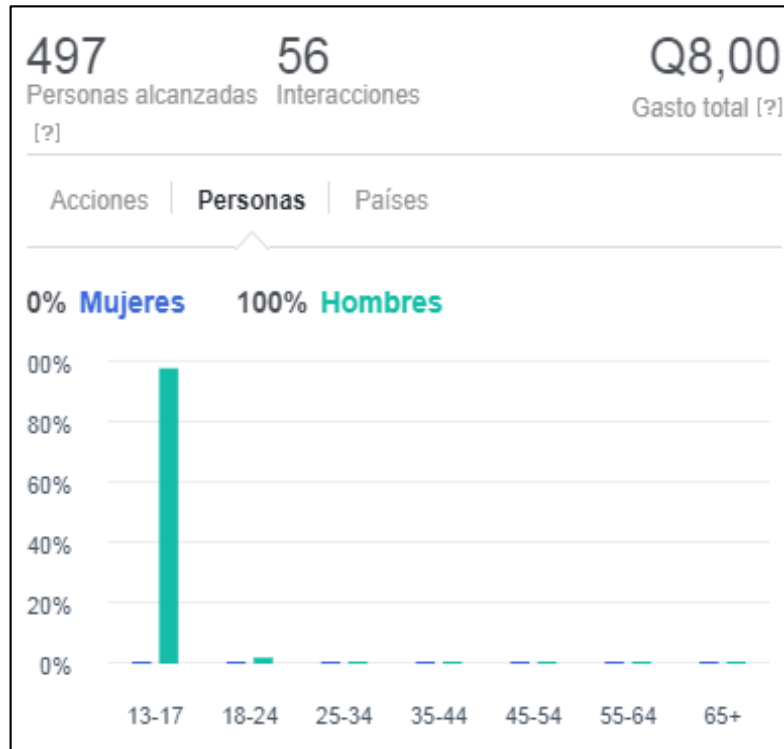 497 56 Q8,00
Personas alcanzadas Interacciones Gasto total [?]
[?]
Acciones Personas Países
0% Mujeres 100% Hombres
00%
80%
60%
40%
20%
0%
13-17 18-24 25-34 35-44 45-54 55-64 65+